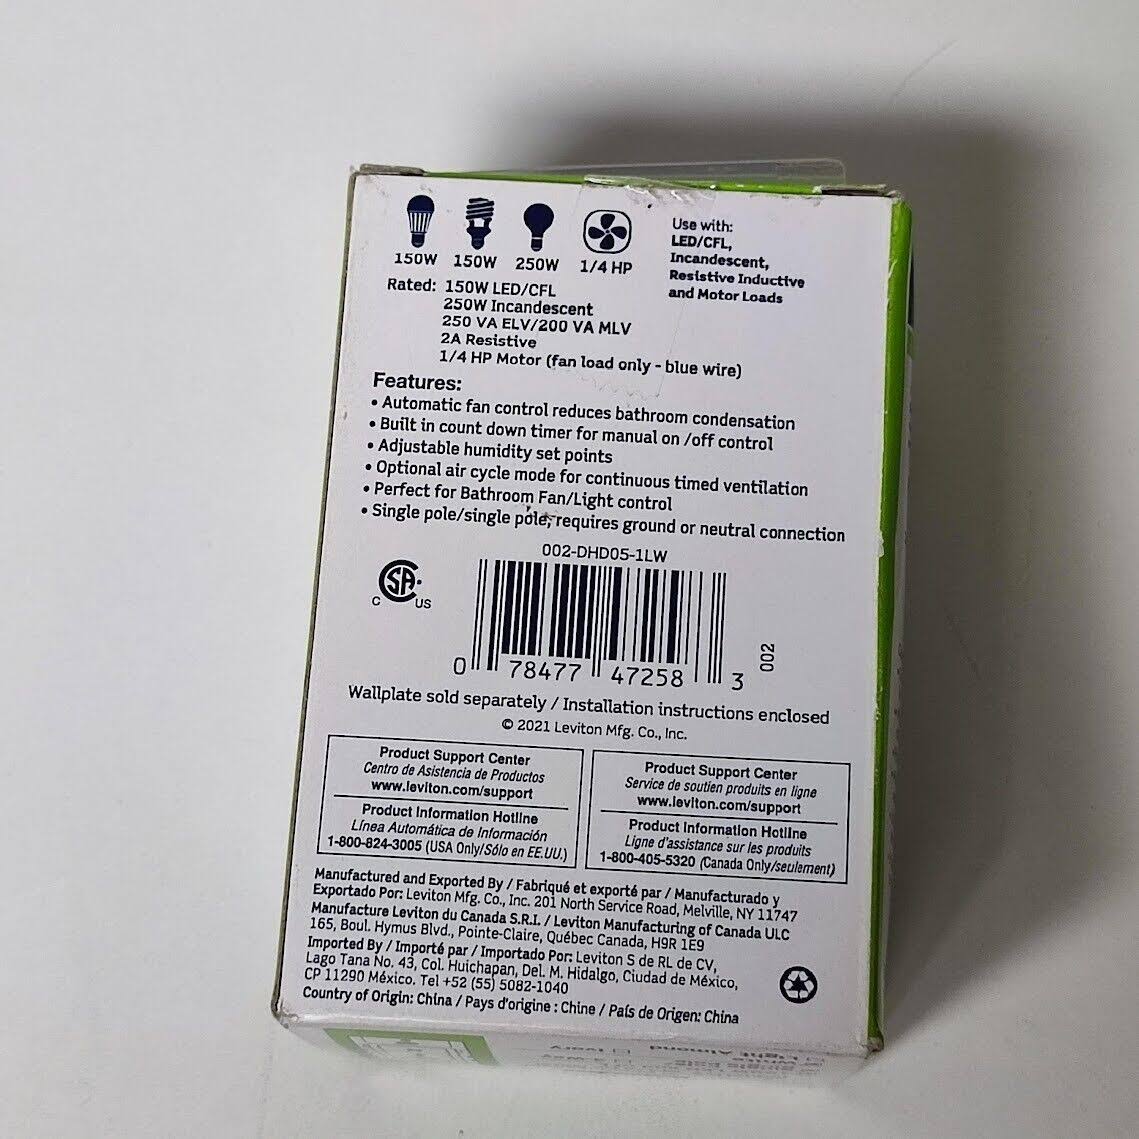 150W 150W 250W 1/4 HP
Use with:
LED/CFL,
Incandescent,
Resistive Inductive
and Motor Loads
Rated: 150W LED/CFL
250W Incandescent
250 VA ELV/200 VA MLV
2A Resistive
1/4 HP Motor (fan load only - blue wire)
Features:
• Automatic fan control reduces bathroom condensation
• Built in count down timer for manual on /off control
• Adjustable humidity set points
• Optional air cycle mode for continuous timed ventilation
• Perfect for Bathroom Fan/Light control
• Single pole/single pole, requires ground or neutral connection
002-DHD05-1LW
C SA US
0 78477 47258 3
002
Wallplate sold separately / Installation instructions enclosed
© 2021 Leviton Mfg. Co., Inc.
Product Support Center
Centro de Asistencia de Productos
www.leviton.com/support
Product Information Hotline
Línea Automática de Información
1-800-824-3005 (USA Only/Sólo en EE.UU.)
Product Support Center
Service de soutien produits en ligne
www.leviton.com/support
Product Information Hotline
Ligne d'assistance sur les produits
1-800-405-5320 (Canada Only/seulement)
Manufactured and Exported By / Fabriqué et exporté par / Manufacturado y
Exportado Por: Leviton Mfg. Co., Inc. 201 North Service Road, Melville, NY 11747
Manufacture Leviton du Canada S.R.I. / Leviton Manufacturing of Canada ULC
165, Boul. Hymus Blvd., Pointe-Claire, Québec Canada, H9R 1E9
Imported By / Importé par / Importado Por: Leviton S de RL de CV,
Lago Tana No. 43, Col. Huichapan, Del. M. Hidalgo, Ciudad de México,
CP 11290 México. Tel +52 (55) 5082-1040
Country of Origin: China / Pays d'origine : Chine / País de Origen: China
Light Almond
Ivory